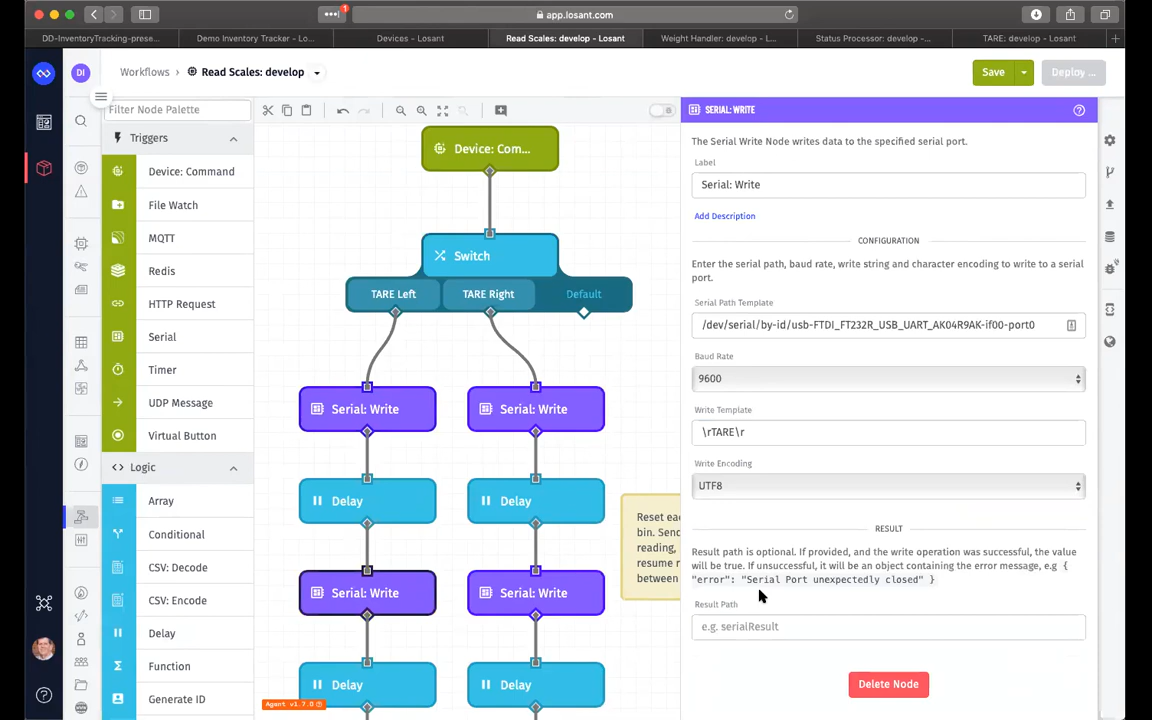 •••
1
app.losant.com
DD-InventoryTracking-prese...
Demo Inventory Tracker - Lo...
Devices - Losant
Read Scales: develop - Losant
Weight Handler: develop - L...
Status Processor: develop -...
TARE: develop - Losant
DI
Workflows
Read Scales: develop
Save
Deploy ...
Filter Node Palette
Triggers
Device: Command
File Watch
MQTT
Redis
HTTP Request
Serial
Timer
UDP Message
Virtual Button
Logic
Array
Conditional
CSV: Decode
CSV: Encode
Delay
Function
Generate ID
Device: Com...
Switch
TARE Left
TARE Right
Default
Serial: Write
Serial: Write
Delay
Delay
Serial: Write
Serial: Write
Delay
Delay
Reset eac
bin. Senc
reading,
resume r
between
Agent v1.7.0
SERIAL: WRITE
The Serial Write Node writes data to the specified serial port.
Label
Serial: Write
Add Description
CONFIGURATION
Enter the serial path, baud rate, write string and character encoding to write to a serial
port.
Serial Path Template
/dev/serial/by-id/usb-FTDI_FT232R_USB_UART_AK04R9AK-if00-port0
Baud Rate
9600
Write Template
\rTARE\r
Write Encoding
UTF8
RESULT
Result path is optional. If provided, and the write operation was successful, the value
will be true. If unsuccessful, it will be an object containing the error message, e.g {
"error": "Serial Port unexpectedly closed" }
Result Path
e.g. serialResult
Delete Node